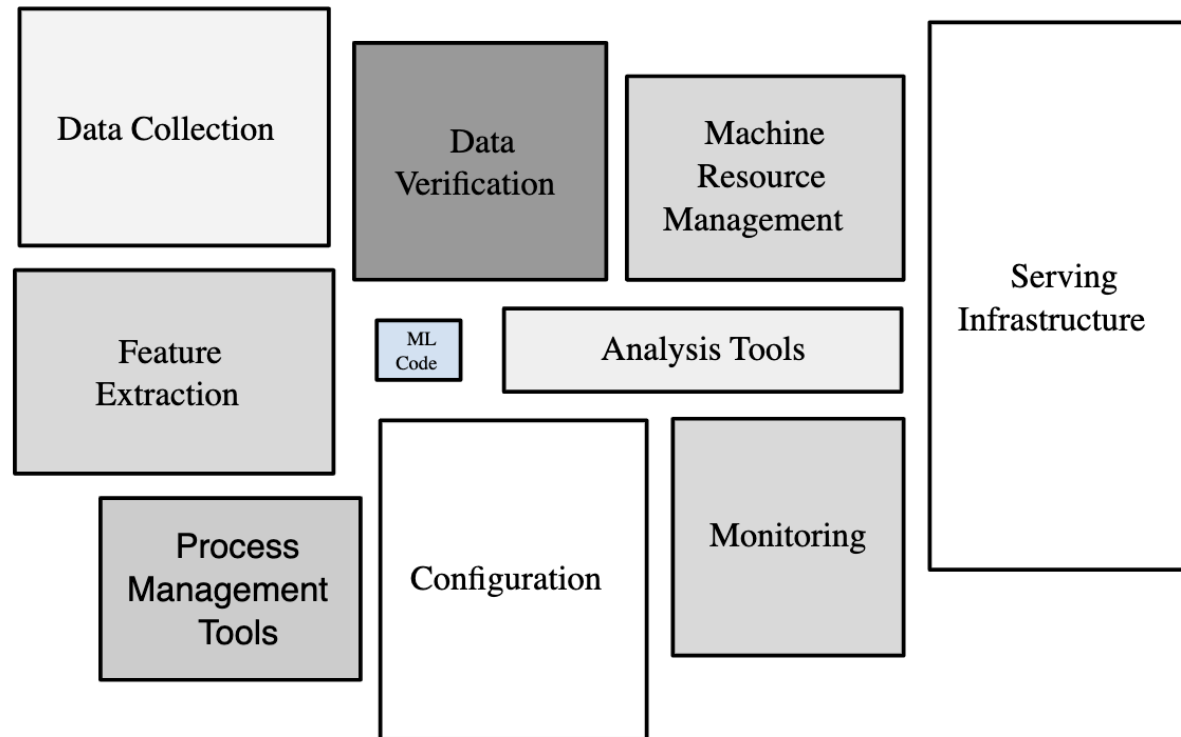 Data Collection
Data
Verification
Machine
Resource
Management
Serving
Infrastructure
Feature
Extraction
ML
Code
Analysis Tools
Process
Management
Tools
Configuration
Monitoring